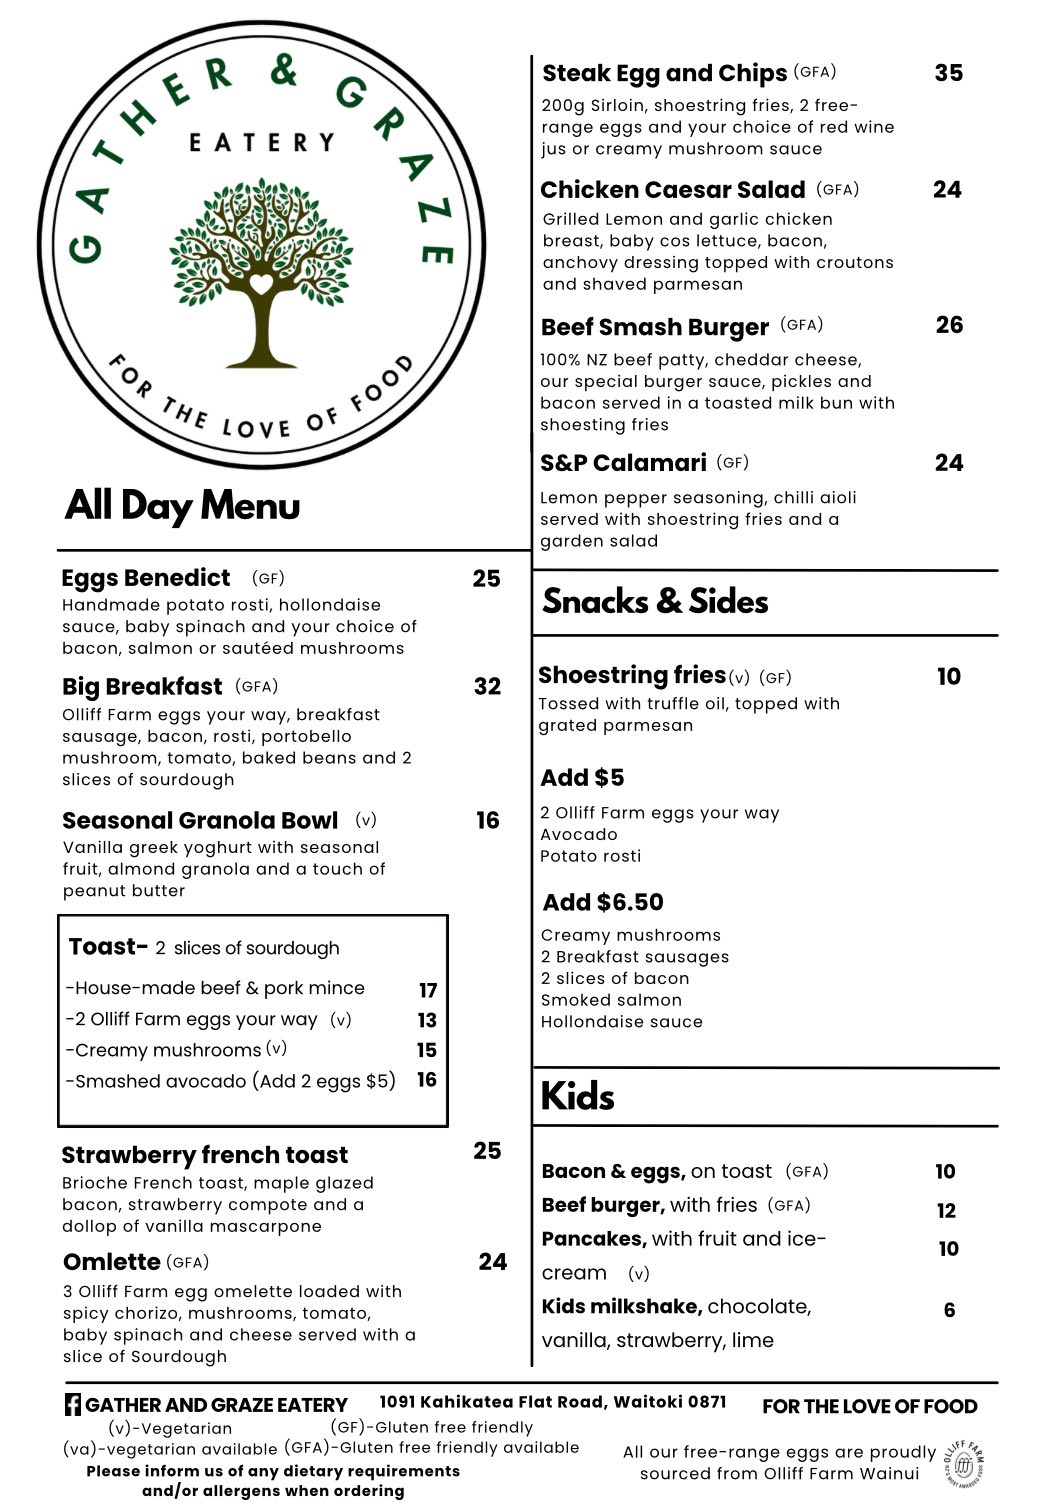 GATHER & GRAZE
EATERY
FOR THE LOVE OF FOOD
All Day Menu
Eggs Benedict (GF) 25
Handmade potato rosti, hollondaise
sauce, baby spinach and your choice of
bacon, salmon or sautéed mushrooms
Big Breakfast (GFA) 32
Olliff Farm eggs your way, breakfast
sausage, bacon, rosti, portobello
mushroom, tomato, baked beans and 2
slices of sourdough
Seasonal Granola Bowl (v) 16
Vanilla greek yoghurt with seasonal
fruit, almond granola and a touch of
peanut butter
Toast- 2 slices of sourdough
-House-made beef & pork mince 17
-2 Olliff Farm eggs your way (v) 13
-Creamy mushrooms (v) 15
-Smashed avocado (Add 2 eggs $5) 16
Strawberry french toast 25
Brioche French toast, maple glazed
bacon, strawberry compote and a
dollop of vanilla mascarpone
Omlette (GFA) 24
3 Olliff Farm egg omelette loaded with
spicy chorizo, mushrooms, tomato,
baby spinach and cheese served with a
slice of Sourdough
Steak Egg and Chips (GFA) 35
200g Sirloin, shoestring fries, 2 free-
range eggs and your choice of red wine
jus or creamy mushroom sauce
Chicken Caesar Salad (GFA) 24
Grilled Lemon and garlic chicken
breast, baby cos lettuce, bacon,
anchovy dressing topped with croutons
and shaved parmesan
Beef Smash Burger (GFA) 26
100% NZ beef patty, cheddar cheese,
our special burger sauce, pickles and
bacon served in a toasted milk bun with
shoesting fries
S&P Calamari (GF) 24
Lemon pepper seasoning, chilli aioli
served with shoestring fries and a
garden salad
Snacks & Sides
Shoestring fries (v) (GF) 10
Tossed with truffle oil, topped with
grated parmesan
Add $5
2 Olliff Farm eggs your way
Avocado
Potato rosti
Add $6.50
Creamy mushrooms
2 Breakfast sausages
2 slices of bacon
Smoked salmon
Hollondaise sauce
Kids
Bacon & eggs, on toast (GFA) 10
Beef burger, with fries (GFA) 12
Pancakes, with fruit and ice- 10
cream (v)
Kids milkshake, chocolate, 6
vanilla, strawberry, lime
GATHER AND GRAZE EATERY 1091 Kahikatea Flat Road, Waitoki 0871 FOR THE LOVE OF FOOD
(v)-Vegetarian (GF)-Gluten free friendly
(va)-vegetarian available (GFA)-Gluten free friendly available
Please inform us of any dietary requirements
and/or allergens when ordering
All our free-range eggs are proudly
sourced from Olliff Farm Wainui
OLLIFF FARM